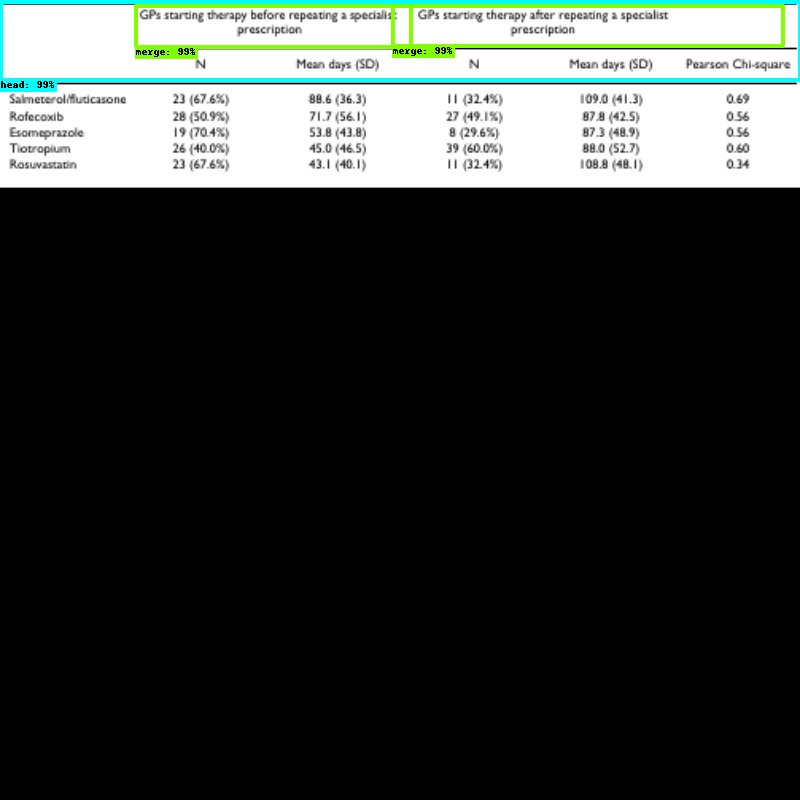 GPs starting therapy before repeating a specialist prescription
GPs starting therapy after repeating a specialist prescription
merge: 99%
merge: 99%
N Mean days (SD) N Mean days (SD) Pearson Chi-square
head: 99%
Salmeterol/fluticasone 23 (67.6%) 88.6 (36.3) 11 (32.4%) 109.0 (41.3) 0.69
Rofecoxib 28 (50.9%) 71.7 (56.1) 27 (49.1%) 87.8 (42.5) 0.56
Esomeprazole 19 (70.4%) 53.8 (43.8) 8 (29.6%) 87.3 (48.9) 0.56
Tiotropium 26 (40.0%) 45.0 (46.5) 39 (60.0%) 88.0 (52.7) 0.60
Rosuvastatin 23 (67.6%) 43.1 (40.1) 11 (32.4%) 108.8 (48.1) 0.34